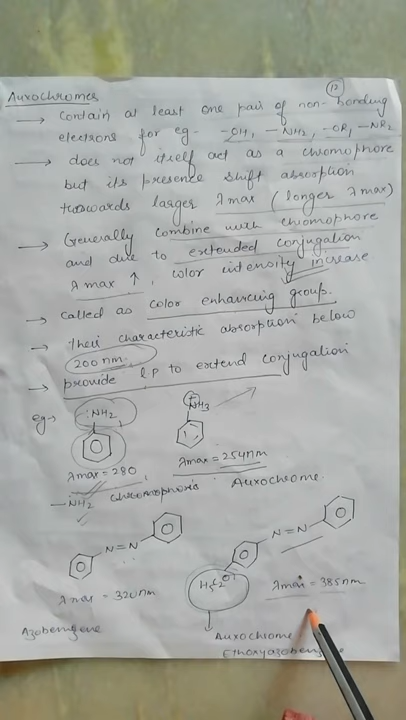 12
Auxochromes
→ Contain at least one pair of non-bonding
electrons for eg- -OH, -NH2, -OR, -NR2
→ does not itself act as a chromophore
but its presence shift absorption
towards larger λmax (longer λmax)
→ Generally combine with chromophore
and due to extended conjugation
λmax ↑, color intensity increase
→ called as color enhancing group.
→ their characteristic absorption below
200 nm.
→ provide l.p to extend conjugation
eg→ :NH2 NH3
λmax = 280 λmax = 254nm
-NH2 chromophoric Auxochrome.
N=N N=N
H5C2O
λmax = 320nm λmax = 385nm
Azobenzene Auxochrome
Ethoxyazobenzene